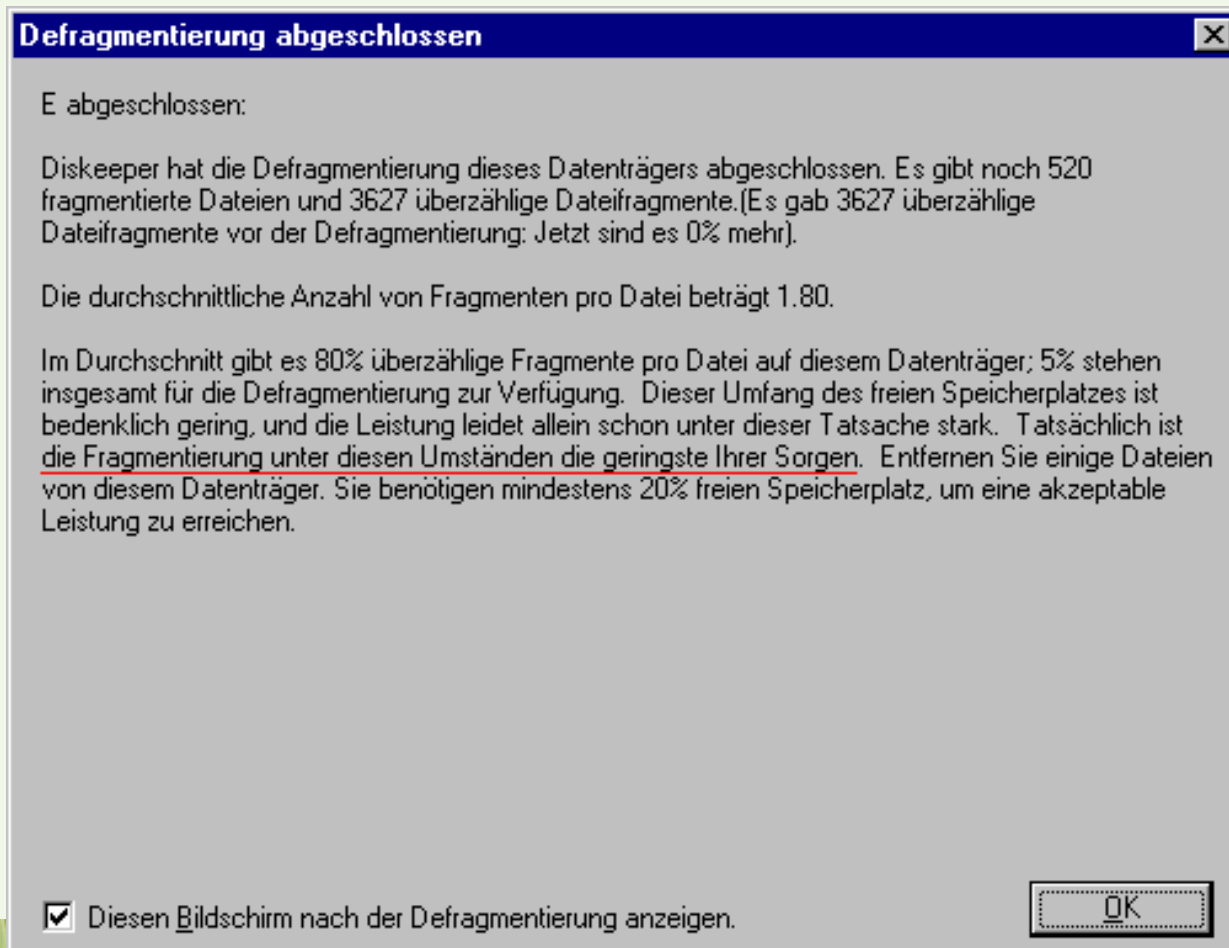 Defragmentierung abgeschlossen
E abgeschlossen:
Diskeeper hat die Defragmentierung dieses Datenträgers abgeschlossen. Es gibt noch 520
fragmentierte Dateien und 3627 überzählige Dateifragmente.(Es gab 3627 überzählige
Dateifragmente vor der Defragmentierung: Jetzt sind es 0% mehr).
Die durchschnittliche Anzahl von Fragmenten pro Datei beträgt 1.80.
Im Durchschnitt gibt es 80% überzählige Fragmente pro Datei auf diesem Datenträger; 5% stehen
insgesamt für die Defragmentierung zur Verfügung.  Dieser Umfang des freien Speicherplatzes ist
bedenklich gering, und die Leistung leidet allein schon unter dieser Tatsache stark.  Tatsächlich ist
die Fragmentierung unter diesen Umständen die geringste Ihrer Sorgen.  Entfernen Sie einige Dateien
von diesem Datenträger. Sie benötigen mindestens 20% freien Speicherplatz, um eine akzeptable
Leistung zu erreichen.
Diesen Bildschirm nach der Defragmentierung anzeigen.
OK